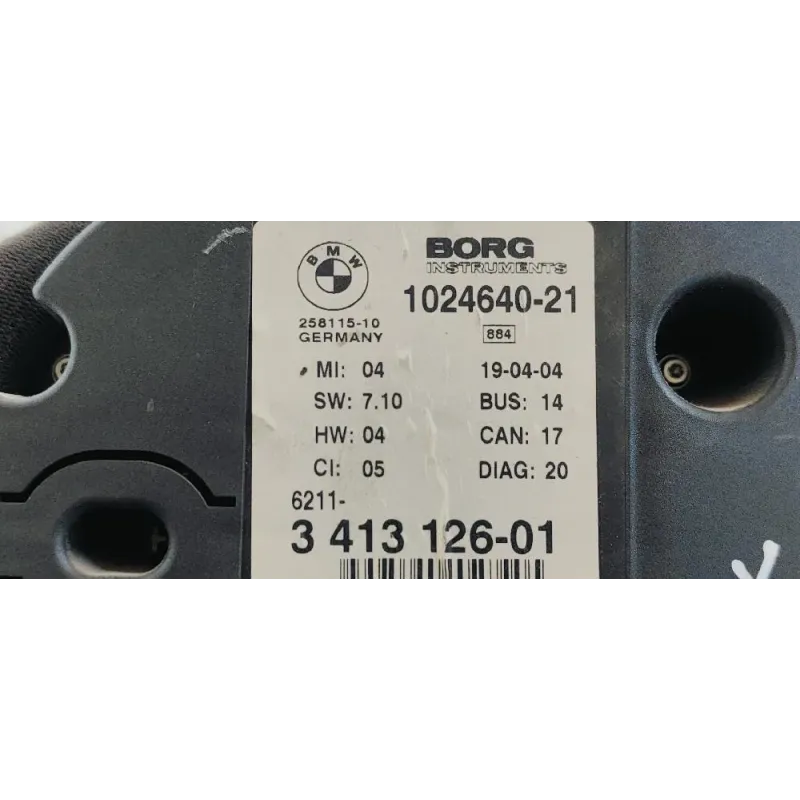 BMW
BORG
INSTRUMENTS
1024640-21
258115-10
GERMANY
884
MI: 04 19-04-04
SW: 7.10 BUS: 14
HW: 04 CAN: 17
CI: 05 DIAG: 20
6211-
3 413 126-01